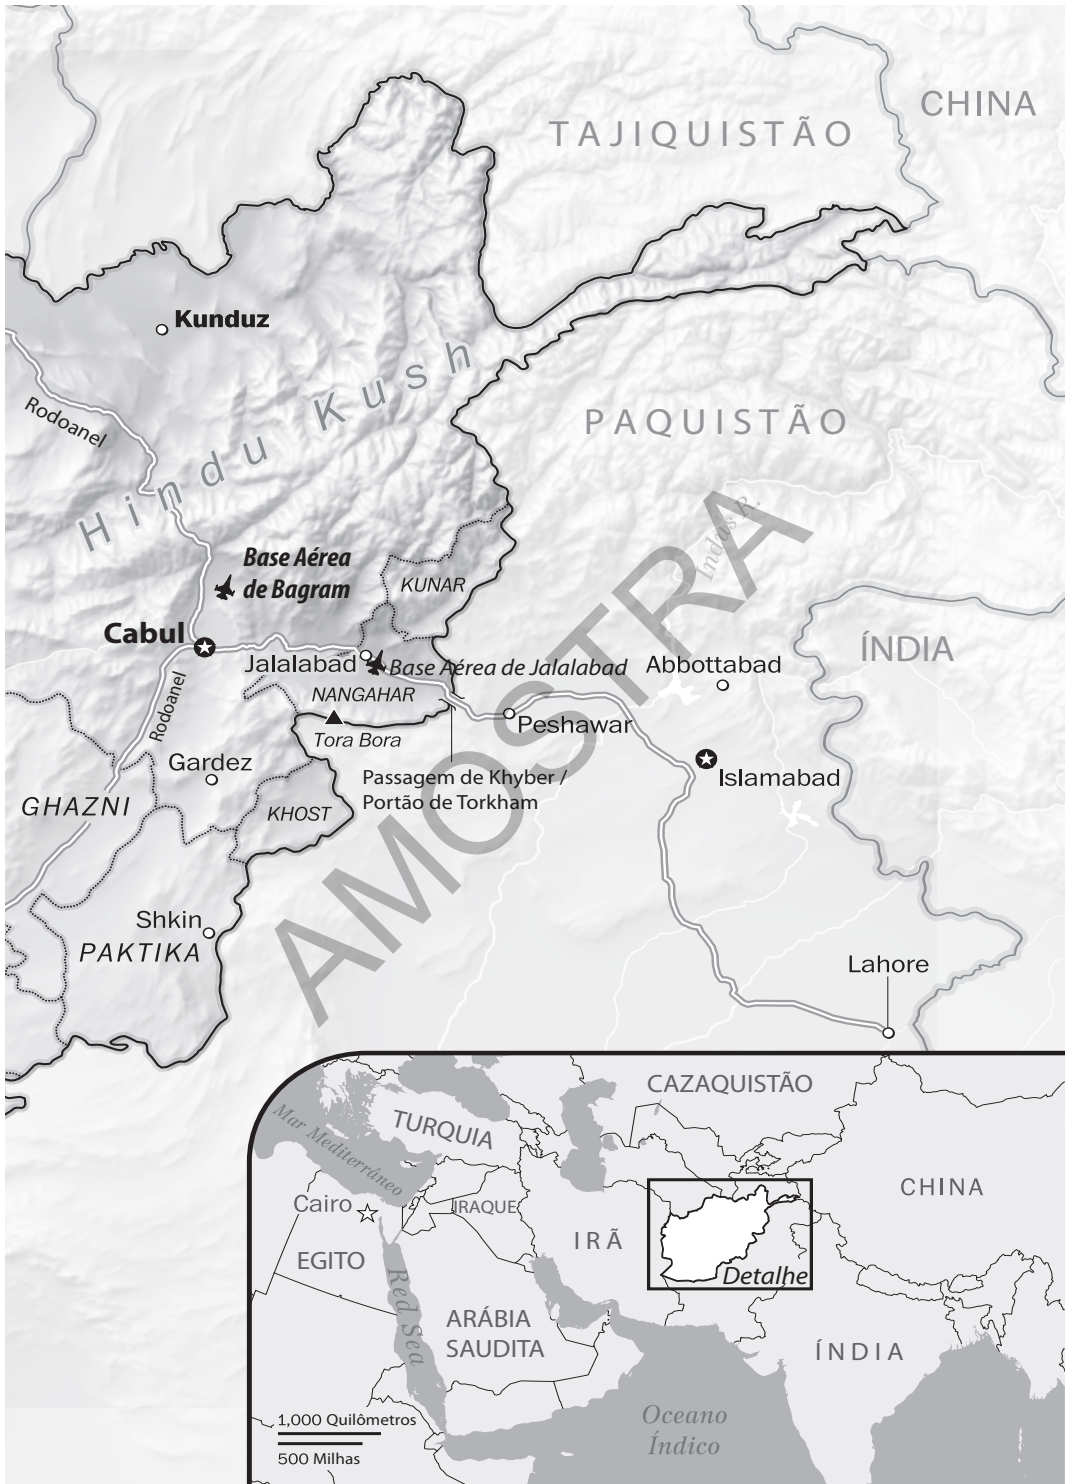 CHINA
TAJIQUISTÃO
Kunduz
Hindu Kush
Rodoanel
PAQUISTÃO
Indus R.
Base Aérea
de Bagram
KUNAR
Cabul
Jalalabad
Base Aérea de Jalalabad
Abbottabad
ÍNDIA
NANGAHAR
Rodoanel
Tora Bora
Peshawar
Gardez
Passagem de Khyber /
Portão de Torkham
Islamabad
GHAZNI
KHOST
Shkin
PAKTIKA
Lahore
AMOSTRA
CAZAQUISTÃO
TURQUIA
Mar Mediterrâneo
CHINA
Cairo
IRAQUE
IRÃ
EGITO
Detalhe
Red Sea
ARÁBIA
SAUDITA
ÍNDIA
Oceano
Índico
1,000 Quilômetros
500 Milhas